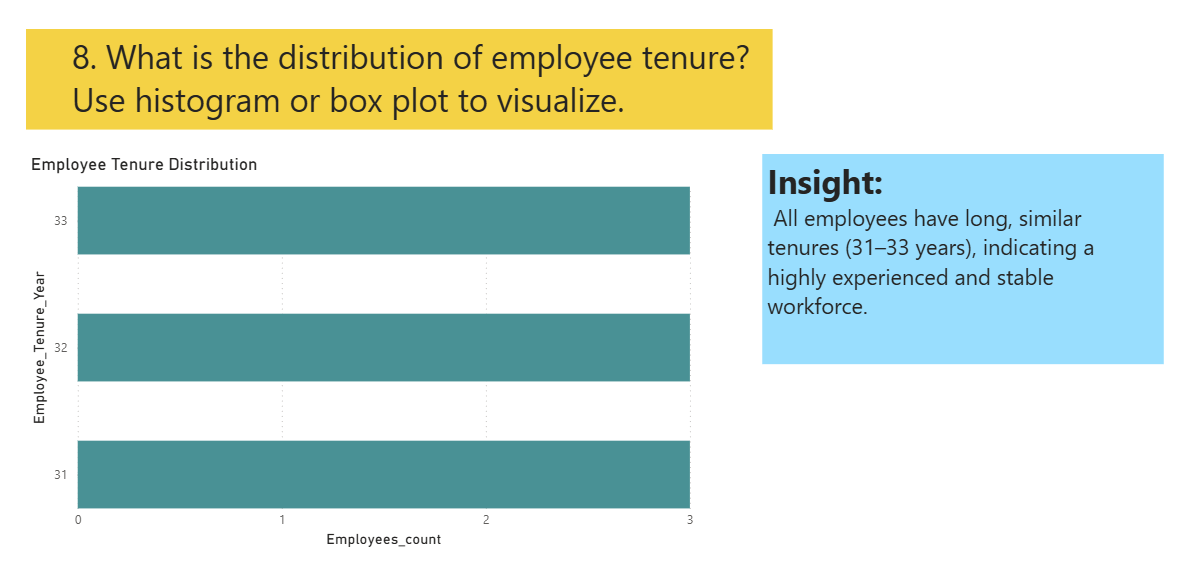 8. What is the distribution of employee tenure?
Use histogram or box plot to visualize.
Employee Tenure Distribution
Insight:
All employees have long, similar
tenures (31–33 years), indicating a
highly experienced and stable
workforce.
Employee_Tenure_Year
33
32
31
0 1 2 3
Employees_count